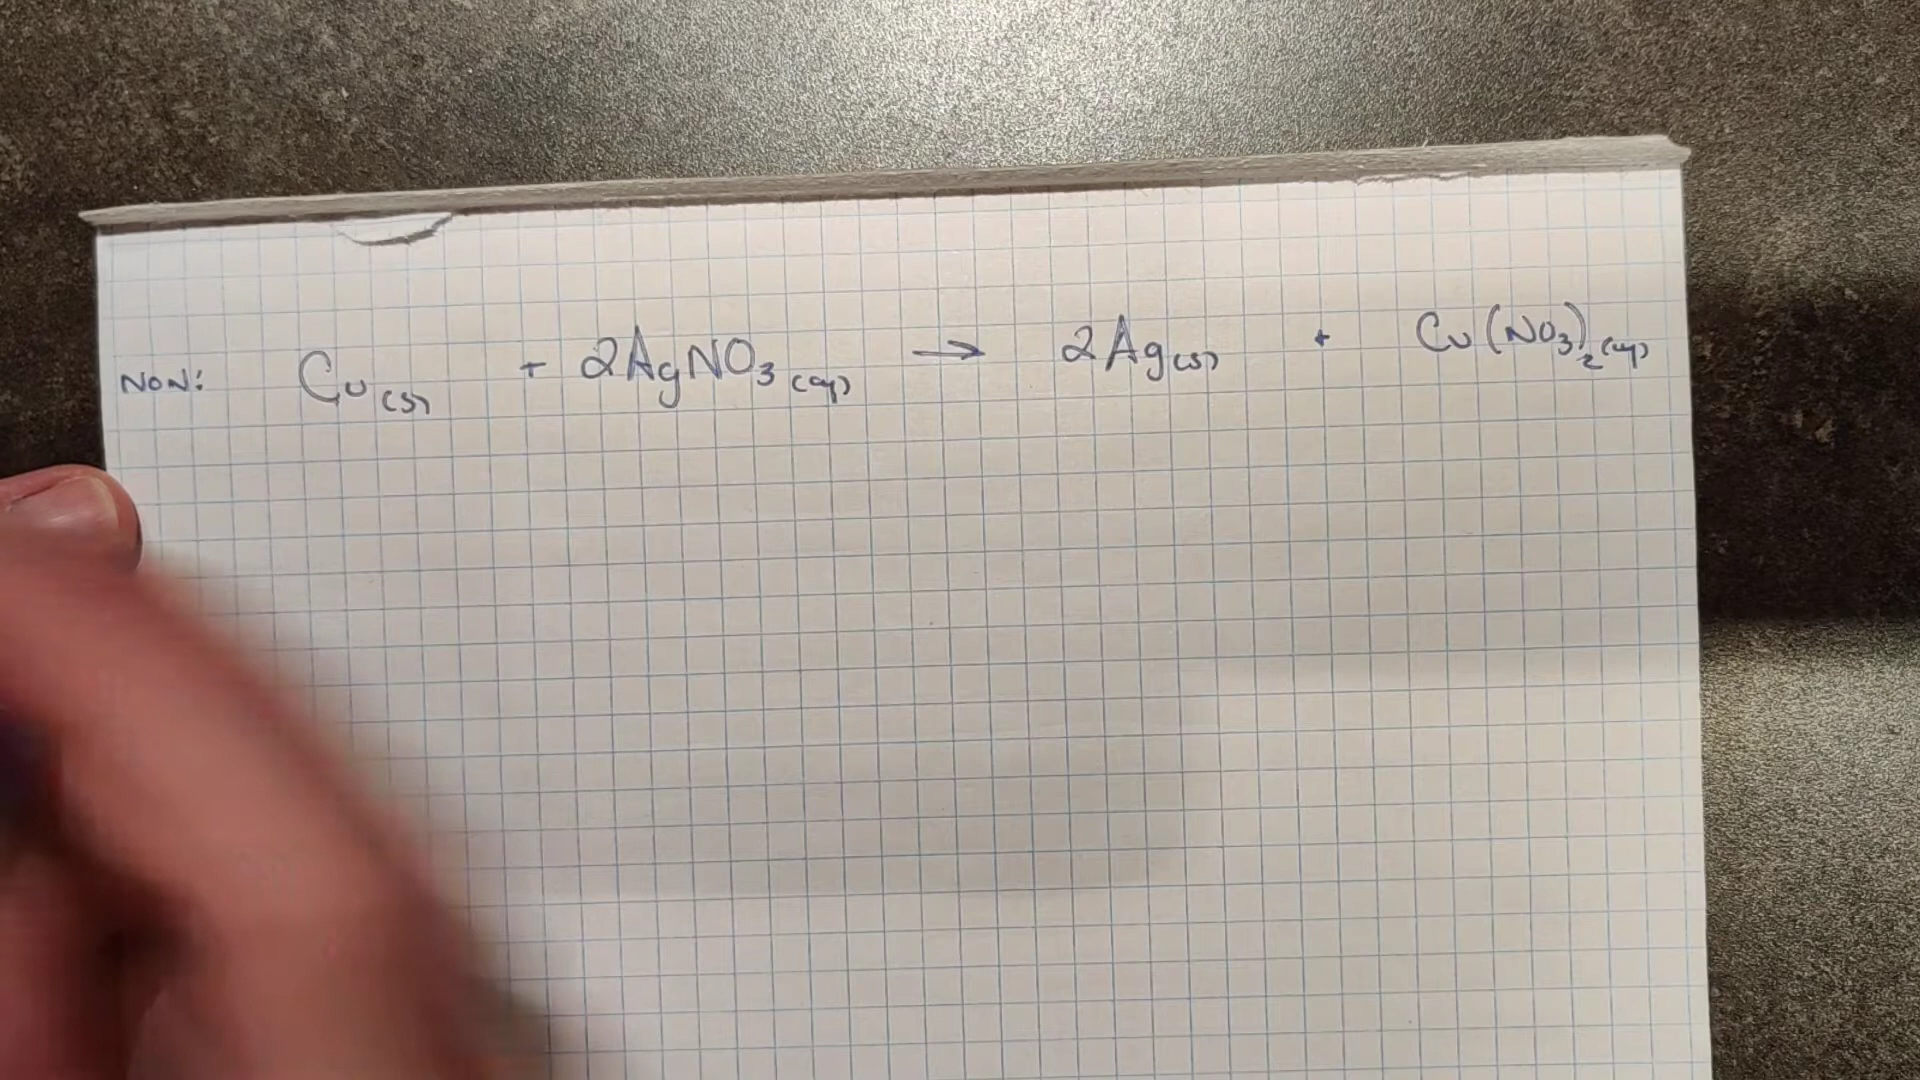 NON: Cu(s) + 2AgNO3(aq) → 2Ag(s) + Cu(NO3)2(aq)